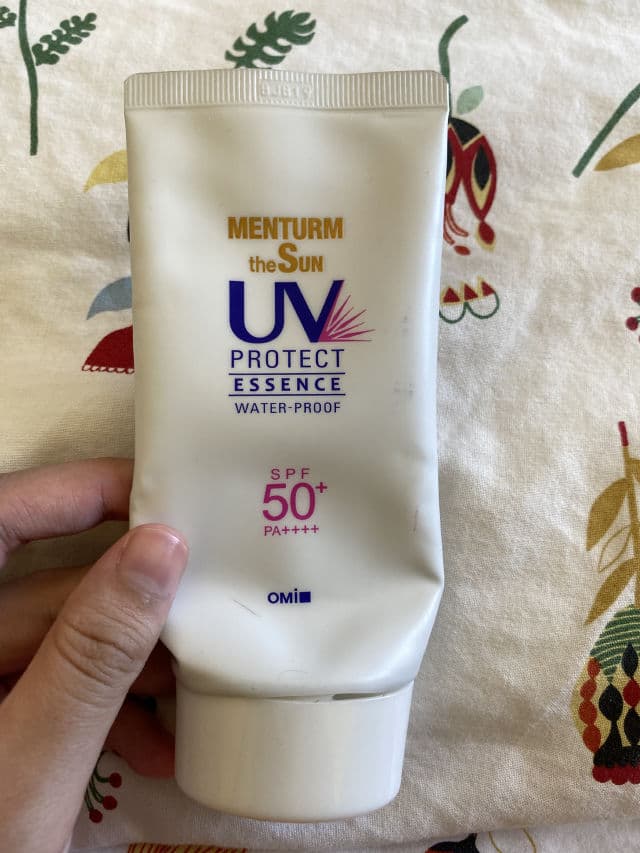 MENTURM
the SUN
UV
PROTECT
ESSENCE
WATER-PROOF
SPF
50+
PA++++
OMI